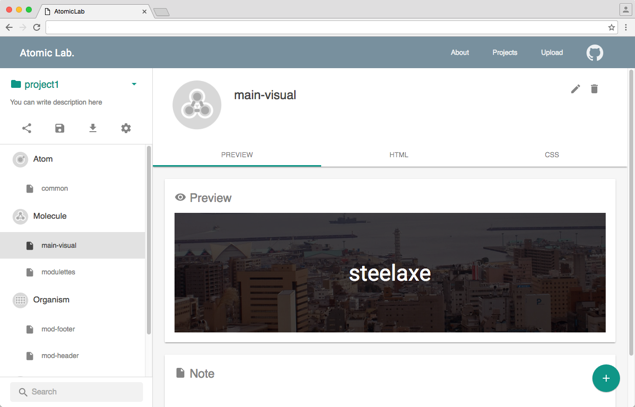 AtomicLab
Atomic Lab.
About
Projects
Upload
project1
You can write description here
Atom
common
Molecule
main-visual
modulettes
Organism
mod-footer
mod-header
Search
main-visual
PREVIEW
HTML
CSS
Preview
steelaxe
Note